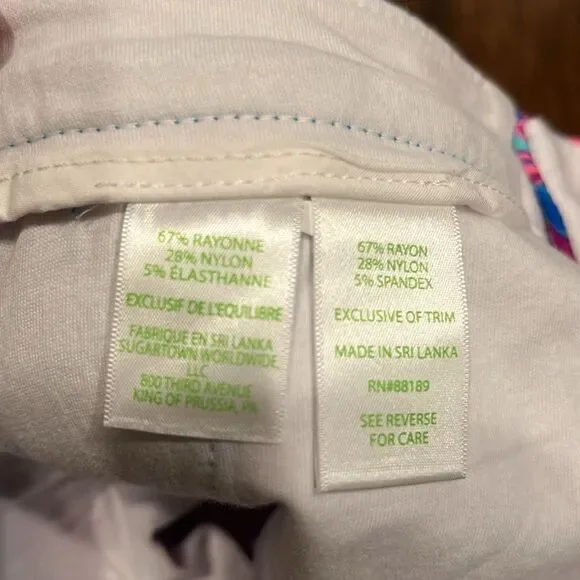 67% RAYONNE
28% NYLON
5% ÉLASTHANNE
EXCLUSIF DE L'EQUILIBRE
FABRIQUE EN SRI LANKA
SUGARTOWN WORLDWIDE,
LLC
800 THIRD AVENUE
KING OF PRUSSIA, PA
67% RAYON
28% NYLON
5% SPANDEX
EXCLUSIVE OF TRIM
MADE IN SRI LANKA
RN#88189
SEE REVERSE
FOR CARE